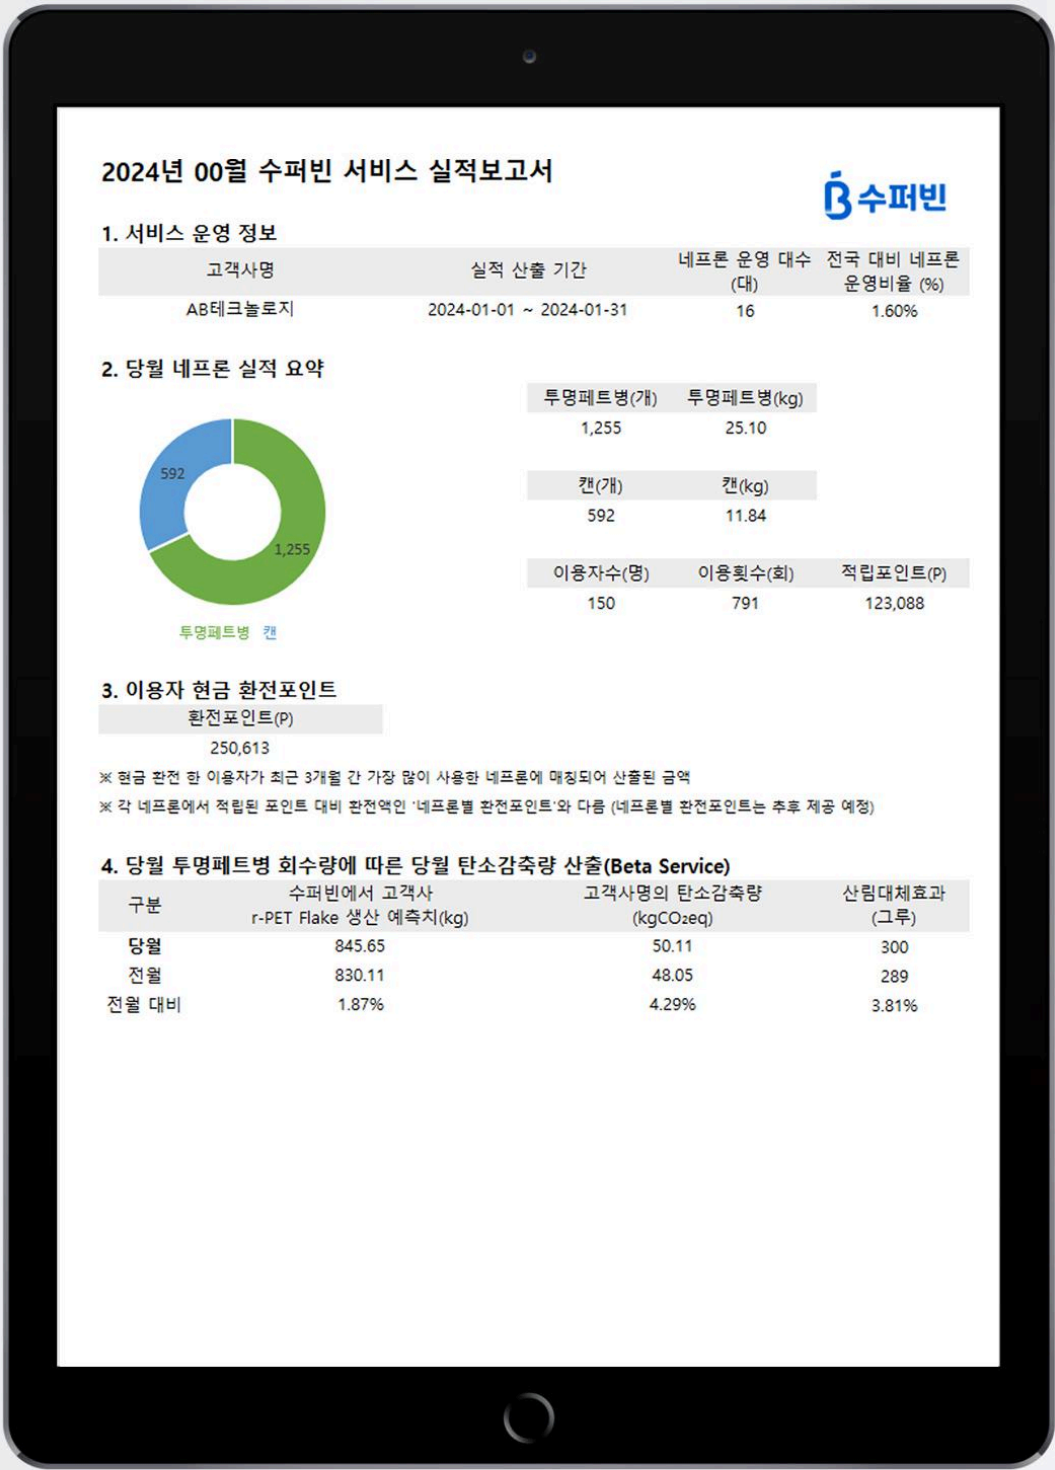 2024년 00월 수퍼빈 서비스 실적보고서
수퍼빈
1. 서비스 운영 정보
고객사명 실적 산출 기간 네프론 운영 대수 (대) 전국 대비 네프론 운영비율 (%)
AB테크놀로지 2024-01-01 ~ 2024-01-31 16 1.60%
2. 당월 네프론 실적 요약
592
1,255
투명페트병 캔
투명페트병(개) 투명페트병(kg)
1,255 25.10
캔(개) 캔(kg)
592 11.84
이용자수(명) 이용횟수(회) 적립포인트(P)
150 791 123,088
3. 이용자 현금 환전포인트
환전포인트(P)
250,613
※ 현금 환전 한 이용자가 최근 3개월 간 가장 많이 사용한 네프론에 매칭되어 산출된 금액
※ 각 네프론에서 적립된 포인트 대비 환전액인 '네프론별 환전포인트'와 다름 (네프론별 환전포인트는 추후 제공 예정)
4. 당월 투명페트병 회수량에 따른 당월 탄소감축량 산출(Beta Service)
구분 수퍼빈에서 고객사 r-PET Flake 생산 예측치(kg) 고객사명의 탄소감축량 (kgCO₂eq) 산림대체효과 (그루)
당월 845.65 50.11 300
전월 830.11 48.05 289
전월 대비 1.87% 4.29% 3.81%